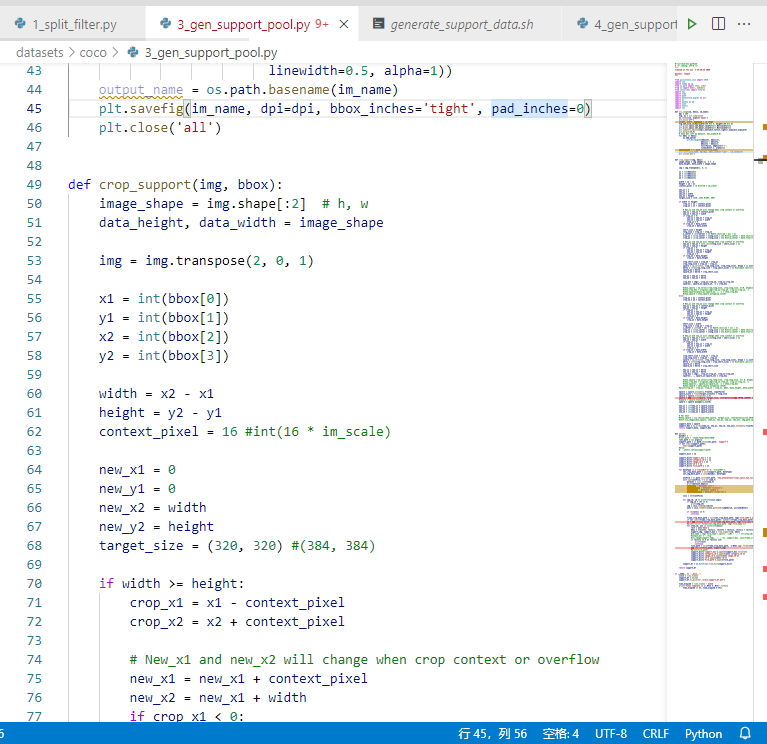 1_split_filter.py 3_gen_support_pool.py 9+ × generate_support_data.sh 4_gen_support
datasets > coco > 3_gen_support_pool.py
43 linewidth=0.5, alpha=1))
44 output_name = os.path.basename(im_name)
45 plt.savefig(im_name, dpi=dpi, bbox_inches='tight', pad_inches=0)
46 plt.close('all')
47
48
49 def crop_support(img, bbox):
50 image_shape = img.shape[:2]  # h, w
51 data_height, data_width = image_shape
52
53 img = img.transpose(2, 0, 1)
54
55 x1 = int(bbox[0])
56 y1 = int(bbox[1])
57 x2 = int(bbox[2])
58 y2 = int(bbox[3])
59
60 width = x2 - x1
61 height = y2 - y1
62 context_pixel = 16 #int(16 * im_scale)
63
64 new_x1 = 0
65 new_y1 = 0
66 new_x2 = width
67 new_y2 = height
68 target_size = (320, 320) #(384, 384)
69
70 if width >= height:
71 crop_x1 = x1 - context_pixel
72 crop_x2 = x2 + context_pixel
73
74 # New_x1 and new_x2 will change when crop context or overflow
75 new_x1 = new_x1 + context_pixel
76 new_x2 = new_x1 + width
77 if crop_x1 < 0:
行 45，列 56 空格: 4 UTF-8 CRLF Python